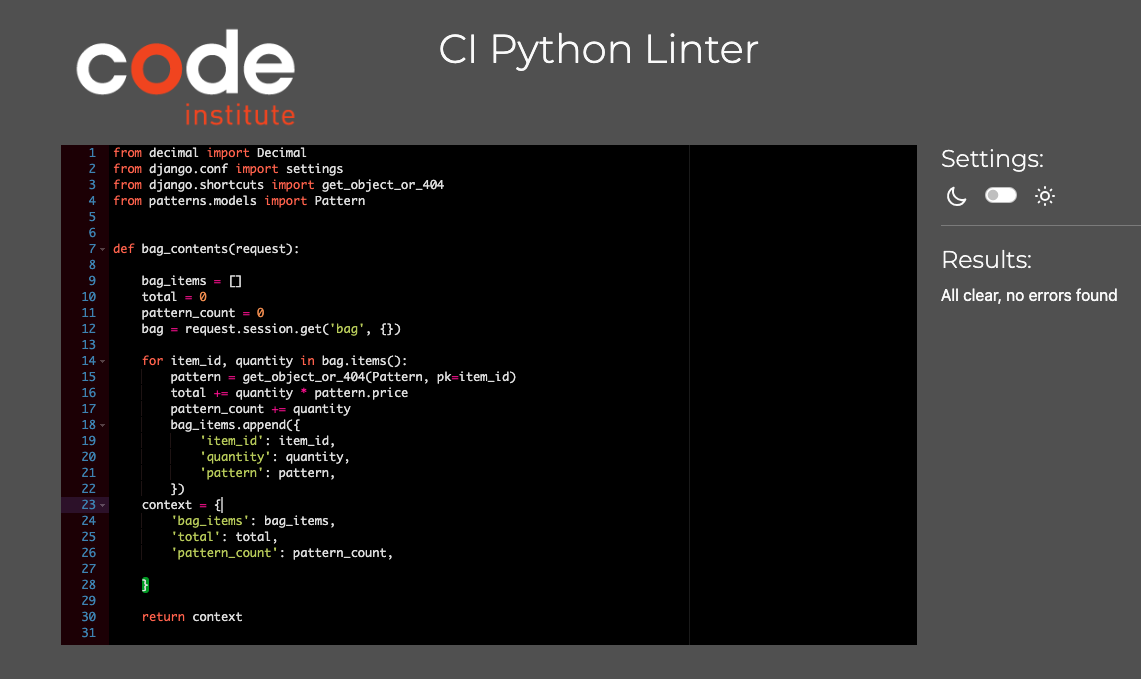 code
institute
CI Python Linter
1 from decimal import Decimal
2 from django.conf import settings
3 from django.shortcuts import get_object_or_404
4 from patterns.models import Pattern
5
6
7 def bag_contents(request):
8
9     bag_items = []
10     total = 0
11     pattern_count = 0
12     bag = request.session.get('bag', {})
13
14     for item_id, quantity in bag.items():
15         pattern = get_object_or_404(Pattern, pk=item_id)
16         total += quantity * pattern.price
17         pattern_count += quantity
18         bag_items.append({
19             'item_id': item_id,
20             'quantity': quantity,
21             'pattern': pattern,
22         })
23     context = {
24         'bag_items': bag_items,
25         'total': total,
26         'pattern_count': pattern_count,
27
28     }
29
30     return context
31
Settings:
Results:
All clear, no errors found